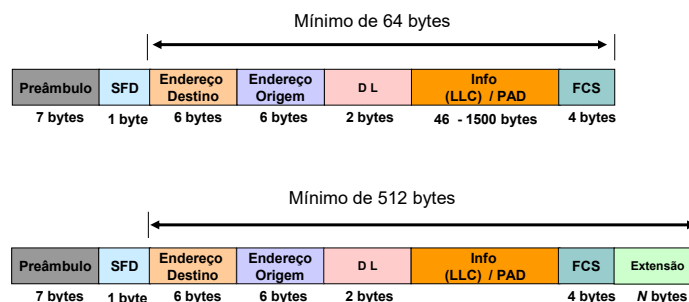 Mínimo de 64 bytes
Preâmbulo SFD Endereço Destino Endereço Origem D L Info (LLC) / PAD FCS
7 bytes 1 byte 6 bytes 6 bytes 2 bytes 46 - 1500 bytes 4 bytes
Mínimo de 512 bytes
Preâmbulo SFD Endereço Destino Endereço Origem D L Info (LLC) / PAD FCS Extensão
7 bytes 1 byte 6 bytes 6 bytes 2 bytes 4 bytes N bytes